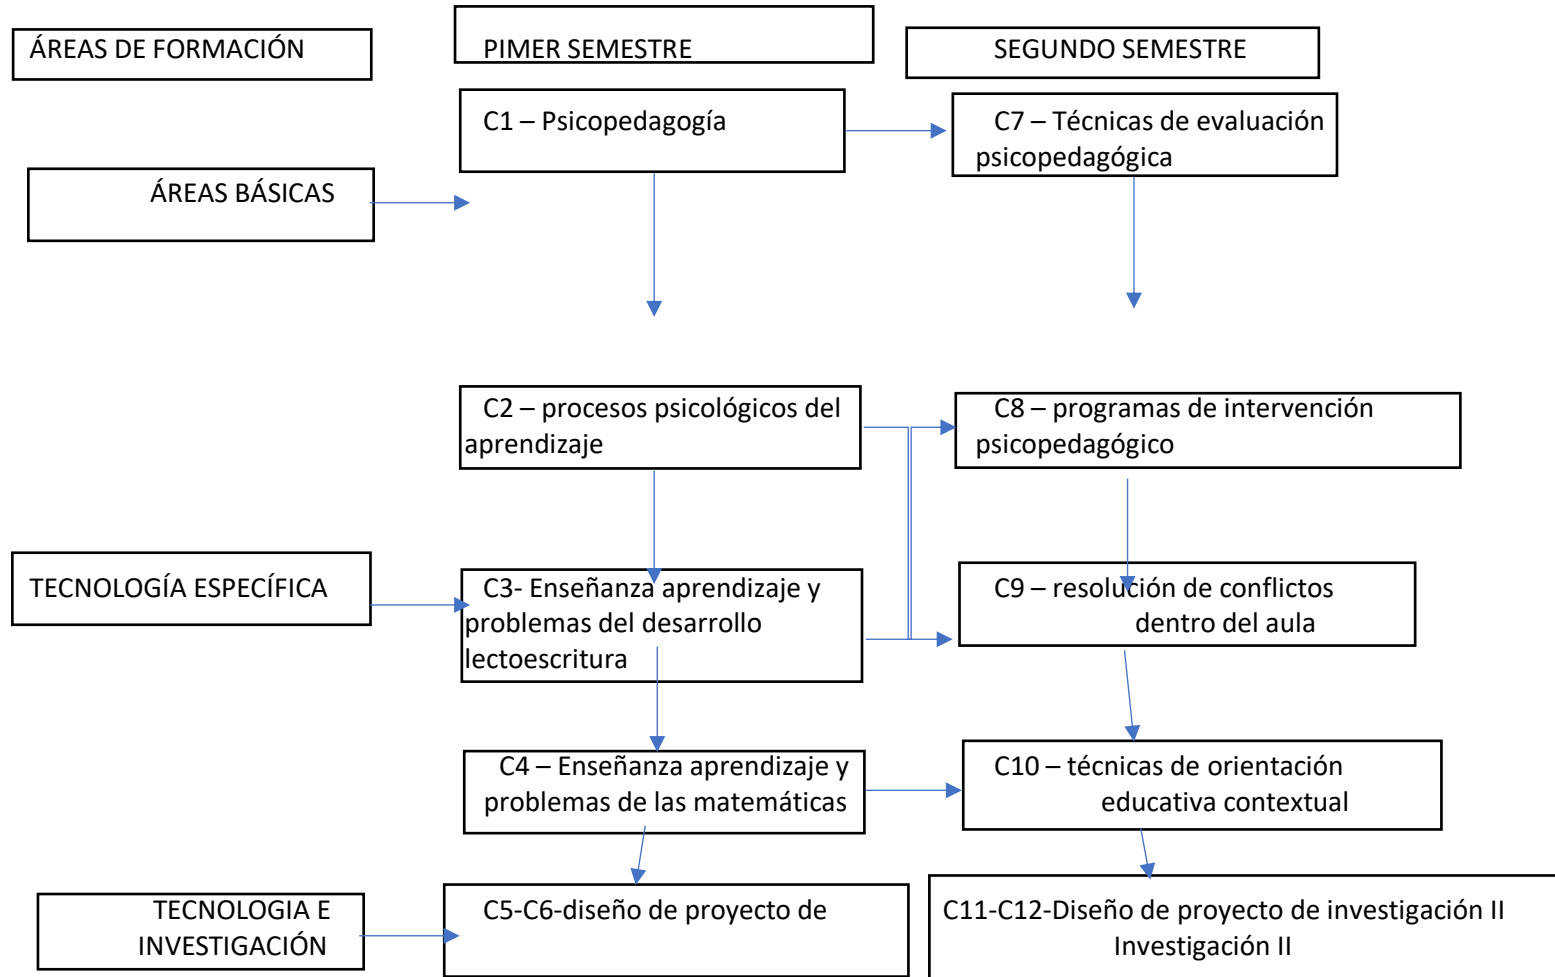 ÁREAS DE FORMACIÓN
PIMER SEMESTRE
SEGUNDO SEMESTRE
C1 – Psicopedagogía
C7 – Técnicas de evaluación
psicopedagógica
ÁREAS BÁSICAS
C2 – procesos psicológicos del
aprendizaje
C8 – programas de intervención
psicopedagógico
TECNOLOGÍA ESPECÍFICA
C3- Enseñanza aprendizaje y
problemas del desarrollo
lectoescritura
C9 – resolución de conflictos
dentro del aula
C4 – Enseñanza aprendizaje y
problemas de las matemáticas
C10 – técnicas de orientación
educativa contextual
TECNOLOGIA E
INVESTIGACIÓN
C5-C6-diseño de proyecto de
C11-C12-Diseño de proyecto de investigación II
Investigación II